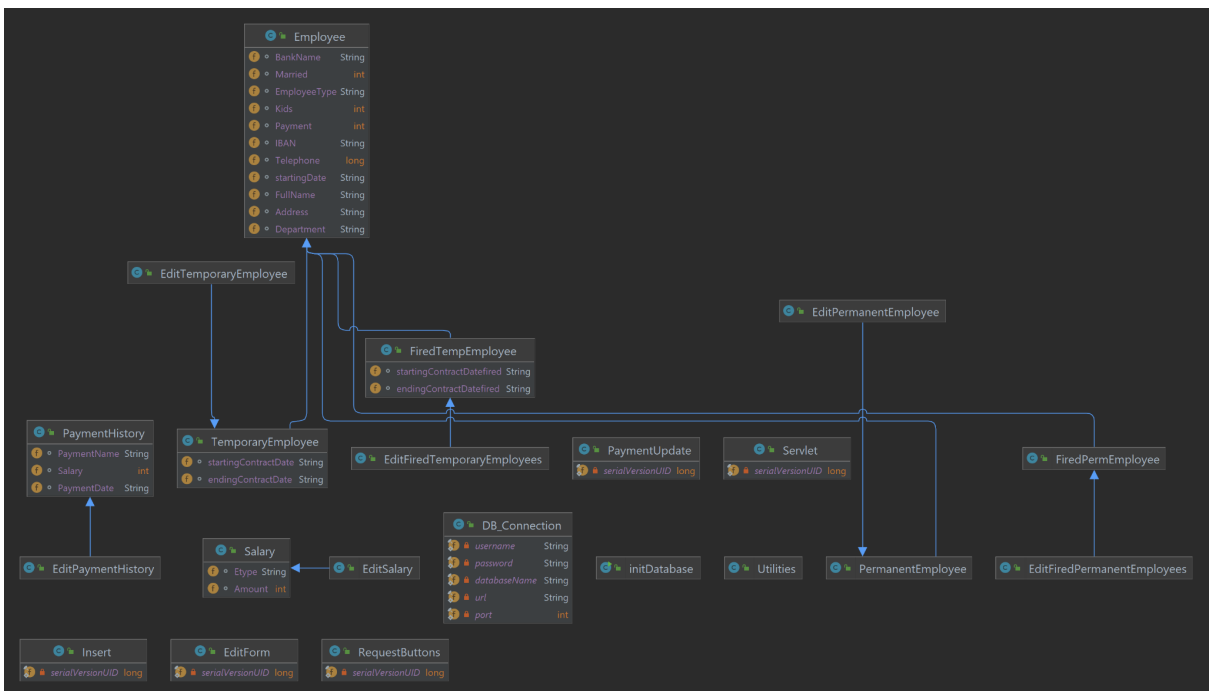 Employee
BankName String
Married int
EmployeeType String
Kids int
Payment int
IBAN String
Telephone long
startingDate String
FullName String
Address String
Department String
EditTemporaryEmployee
EditPermanentEmployee
FiredTempEmployee
startingContractDatefired String
endingContractDatefired String
PaymentHistory
PaymentName String
Salary int
PaymentDate String
TemporaryEmployee
startingContractDate String
endingContractDate String
EditFiredTemporaryEmployees
PaymentUpdate
serialVersionUID long
Servlet
serialVersionUID long
FiredPermEmployee
EditPaymentHistory
Salary
Etype String
Amount int
EditSalary
DB_Connection
username String
password String
databaseName String
url String
port int
initDatabase
Utilities
PermanentEmployee
EditFiredPermanentEmployees
Insert
serialVersionUID long
EditForm
serialVersionUID long
RequestButtons
serialVersionUID long